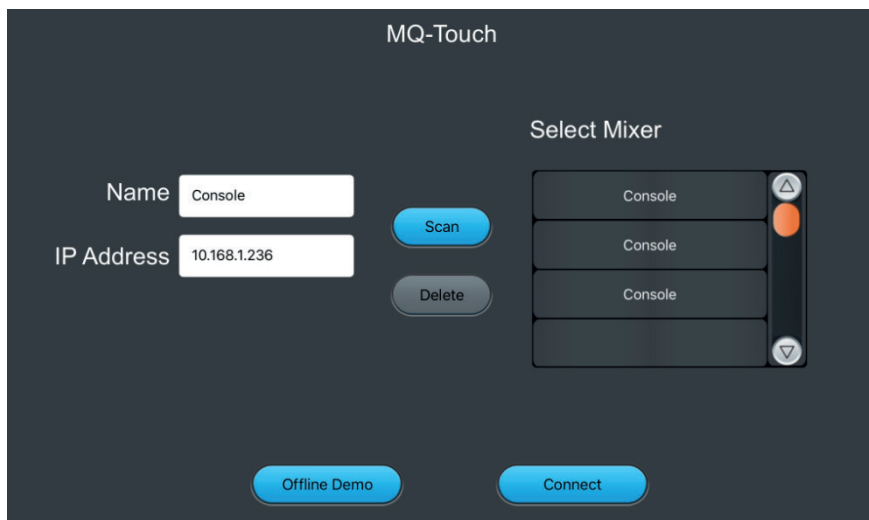 MQ-Touch
Select Mixer
Name
Console
IP Address
10.168.1.236
Scan
Delete
Console
Console
Console
Offline Demo
Connect